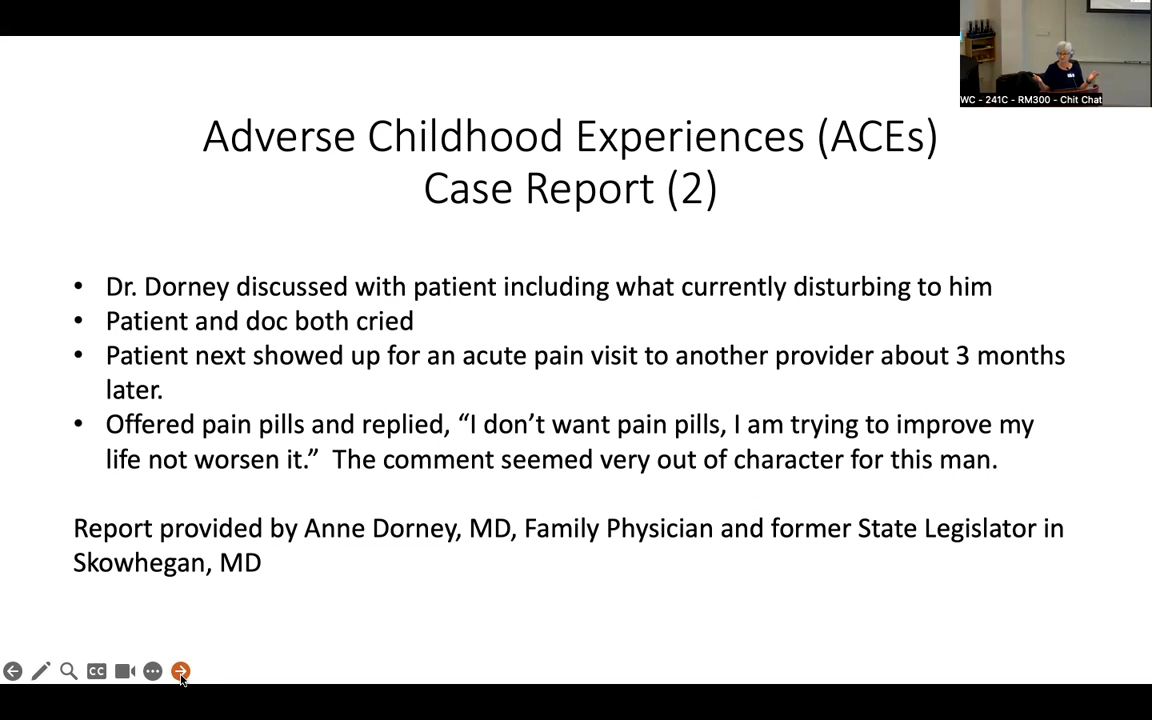 WC - 241C - RM300 - Chit Chat
Adverse Childhood Experiences (ACEs)
Case Report (2)
• Dr. Dorney discussed with patient including what currently disturbing to him
• Patient and doc both cried
• Patient next showed up for an acute pain visit to another provider about 3 months
later.
• Offered pain pills and replied, “I don’t want pain pills, I am trying to improve my
life not worsen it.”  The comment seemed very out of character for this man.
Report provided by Anne Dorney, MD, Family Physician and former State Legislator in
Skowhegan, MD
CC